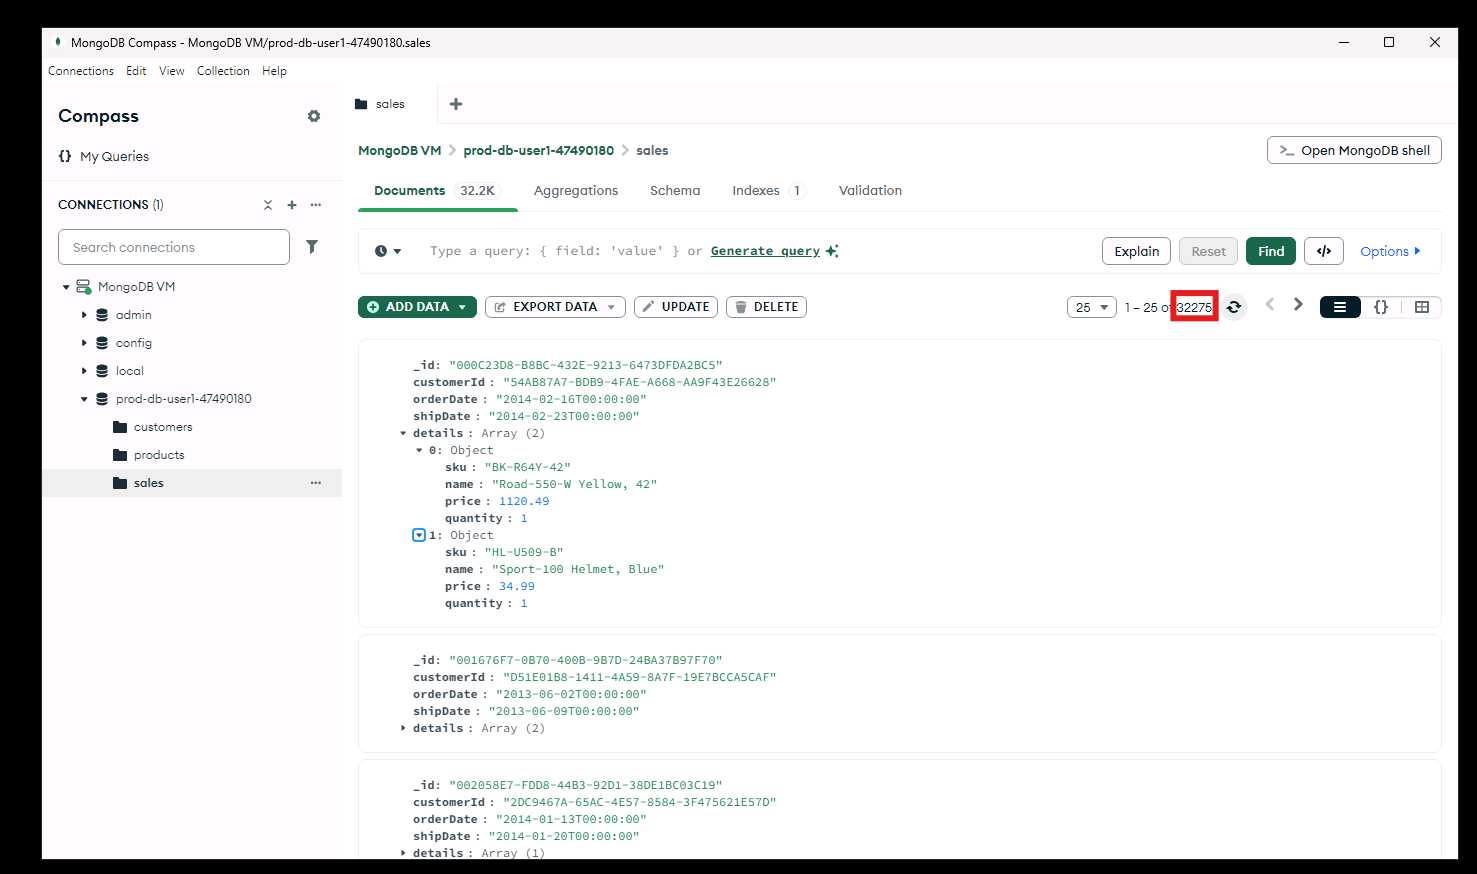 MongoDB Compass - MongoDB VM/prod-db-user1-47490180.sales
Connections Edit View Collection Help
Compass
{} My Queries
CONNECTIONS (1)
Search connections
MongoDB VM
admin
config
local
prod-db-user1-47490180
customers
products
sales
sales
MongoDB VM > prod-db-user1-47490180 > sales
>_ Open MongoDB shell
Documents 32.2K Aggregations Schema Indexes 1 Validation
Type a query: { field: 'value' } or Generate query
Explain Reset Find </> Options
ADD DATA EXPORT DATA UPDATE DELETE
25 1 – 25 of 32275 {}
_id: "000C23D8-B8BC-432E-9213-6473DFDA2BC5"
customerId : "54AB87A7-BDB9-4FAE-A668-AA9F43E26628"
orderDate : "2014-02-16T00:00:00"
shipDate : "2014-02-23T00:00:00"
details : Array (2)
0: Object
sku : "BK-R64Y-42"
name : "Road-550-W Yellow, 42"
price : 1120.49
quantity : 1
1: Object
sku : "HL-U509-B"
name : "Sport-100 Helmet, Blue"
price : 34.99
quantity : 1
_id: "001676F7-0B70-400B-9B7D-24BA37B97F70"
customerId : "D51E01B8-1411-4A59-8A7F-19E7BCCA5CAF"
orderDate : "2013-06-02T00:00:00"
shipDate : "2013-06-09T00:00:00"
details : Array (2)
_id: "002058E7-FDD8-44B3-92D1-38DE1BC03C19"
customerId : "2DC9467A-65AC-4E57-8584-3F475621E57D"
orderDate : "2014-01-13T00:00:00"
shipDate : "2014-01-20T00:00:00"
details : Array (1)